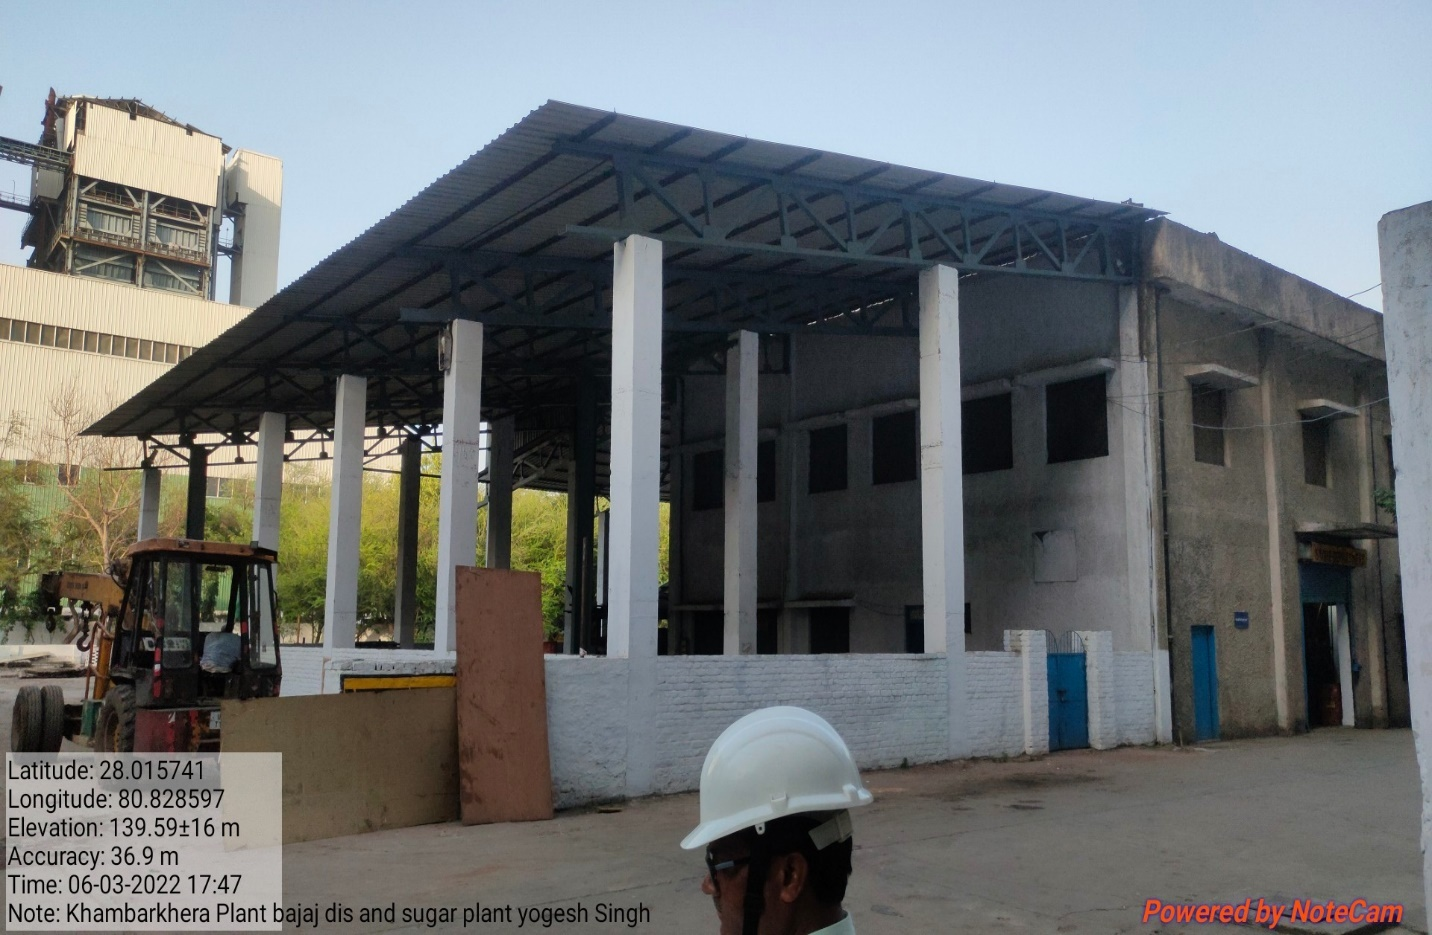 Latitude: 28.015741
Longitude: 80.828597
Elevation: 139.59±16 m
Accuracy: 36.9 m
Time: 06-03-2022 17:47
Note: Khambarkhera Plant bajaj dis and sugar plant yogesh Singh
Powered by NoteCam